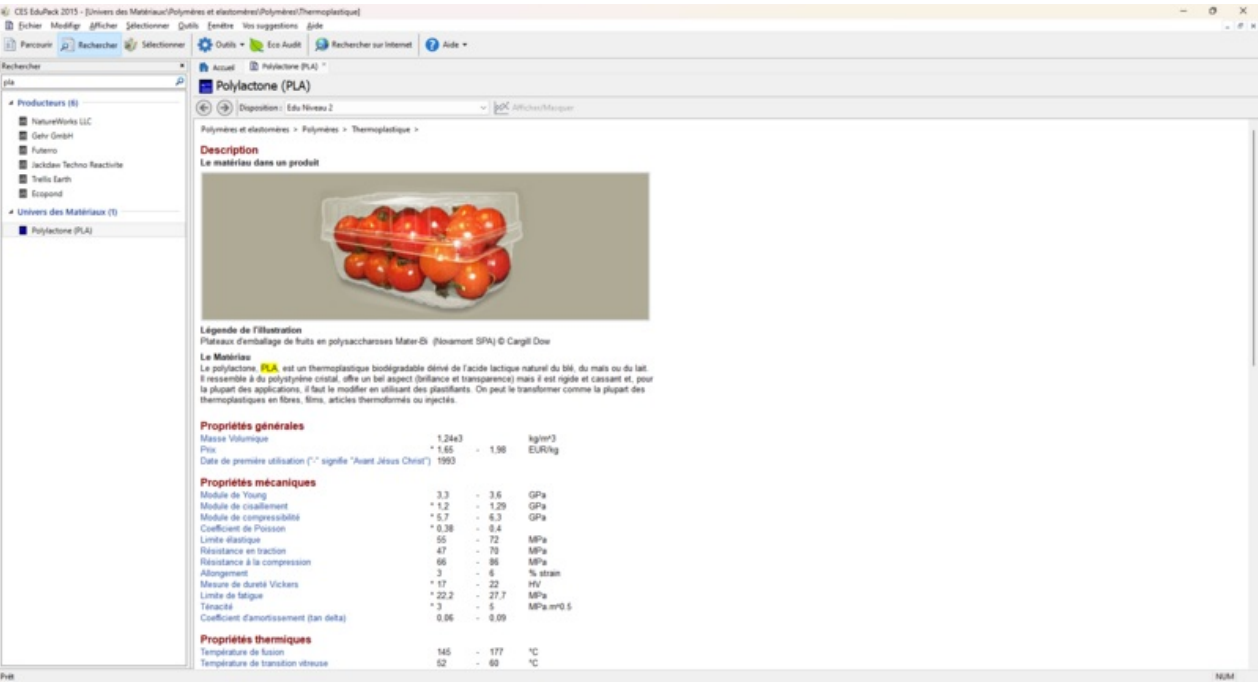 CES EduPack 2015 - [Univers des Matériaux\Polymères et elastomères\Polymères\Thermoplastique]
Fichier Modifier Afficher Sélectionner Outils Fenêtre Vos suggestions Aide
Parcourir Rechercher Sélectionner Outils Eco Audit Rechercher sur Internet Aide
Rechercher
pla
Producteurs (6)
NatureWorks LLC
Gehr GmbH
Futerro
Jackdaw Techno Reactivite
Trellis Earth
Ecopond
Univers des Matériaux (1)
Polylactone (PLA)
Accueil Polylactone (PLA)
Polylactone (PLA)
Disposition : Edu Niveau 2 Afficher/Masquer
Polymères et elastomères > Polymères > Thermoplastique >
Description
Le matériau dans un produit
Légende de l'illustration
Plateaux d'emballage de fruits en polysaccharoses Mater-Bi (Novamont SPA) © Cargill Dow
Le Matériau
Le polylactone, PLA, est un thermoplastique biodégradable dérivé de l'acide lactique naturel du blé, du maïs ou du lait.
Il ressemble à du polystyrène cristal, offre un bel aspect (brillance et transparence) mais il est rigide et cassant et, pour
la plupart des applications, il faut le modifier en utilisant des plastifiants. On peut le transformer comme la plupart des
thermoplastiques en fibres, films, articles thermoformés ou injectés.
Propriétés générales
Masse Volumique 1,24e3 kg/m^3
Prix * 1,65 - 1,98 EUR/kg
Date de première utilisation ("-" signifie "Avant Jésus Christ") 1993
Propriétés mécaniques
Module de Young 3,3 - 3,6 GPa
Module de cisaillement * 1,2 - 1,29 GPa
Module de compressibilité * 5,7 - 6,3 GPa
Coefficient de Poisson * 0,38 - 0,4
Limite élastique 55 - 72 MPa
Résistance en traction 47 - 70 MPa
Résistance à la compression 66 - 86 MPa
Allongement 3 - 6 % strain
Mesure de dureté Vickers * 17 - 22 HV
Limite de fatigue * 22,2 - 27,7 MPa
Ténacité * 3 - 5 MPa.m^0.5
Coefficient d'amortissement (tan delta) 0,06 - 0,09
Propriétés thermiques
Température de fusion 145 - 177 °C
Température de transition vitreuse 52 - 60 °C
Prêt NUM